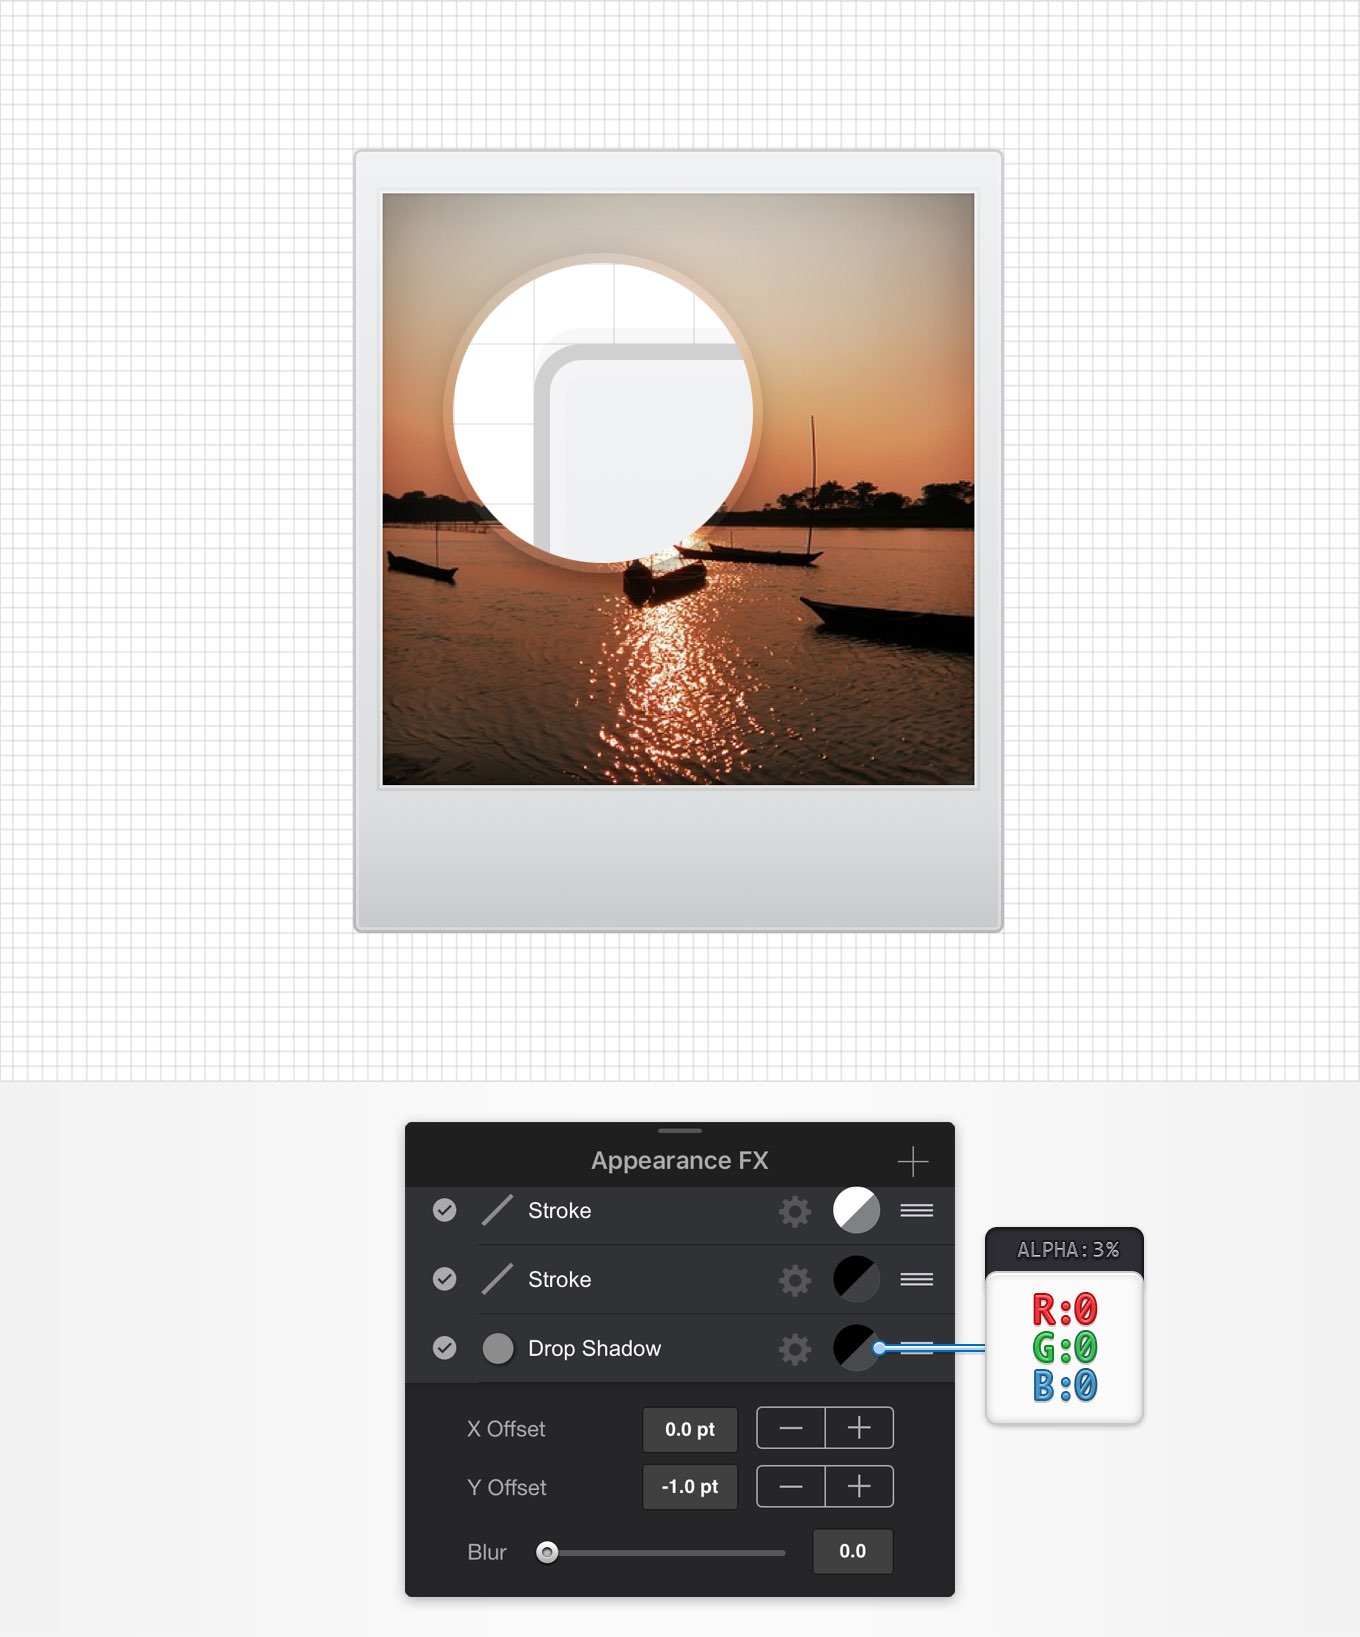 Appearance FX
Stroke
Stroke
Drop Shadow
X Offset 0.0 pt
Y Offset -1.0 pt
Blur 0.0
ALPHA:3%
R:0
G:0
B:0